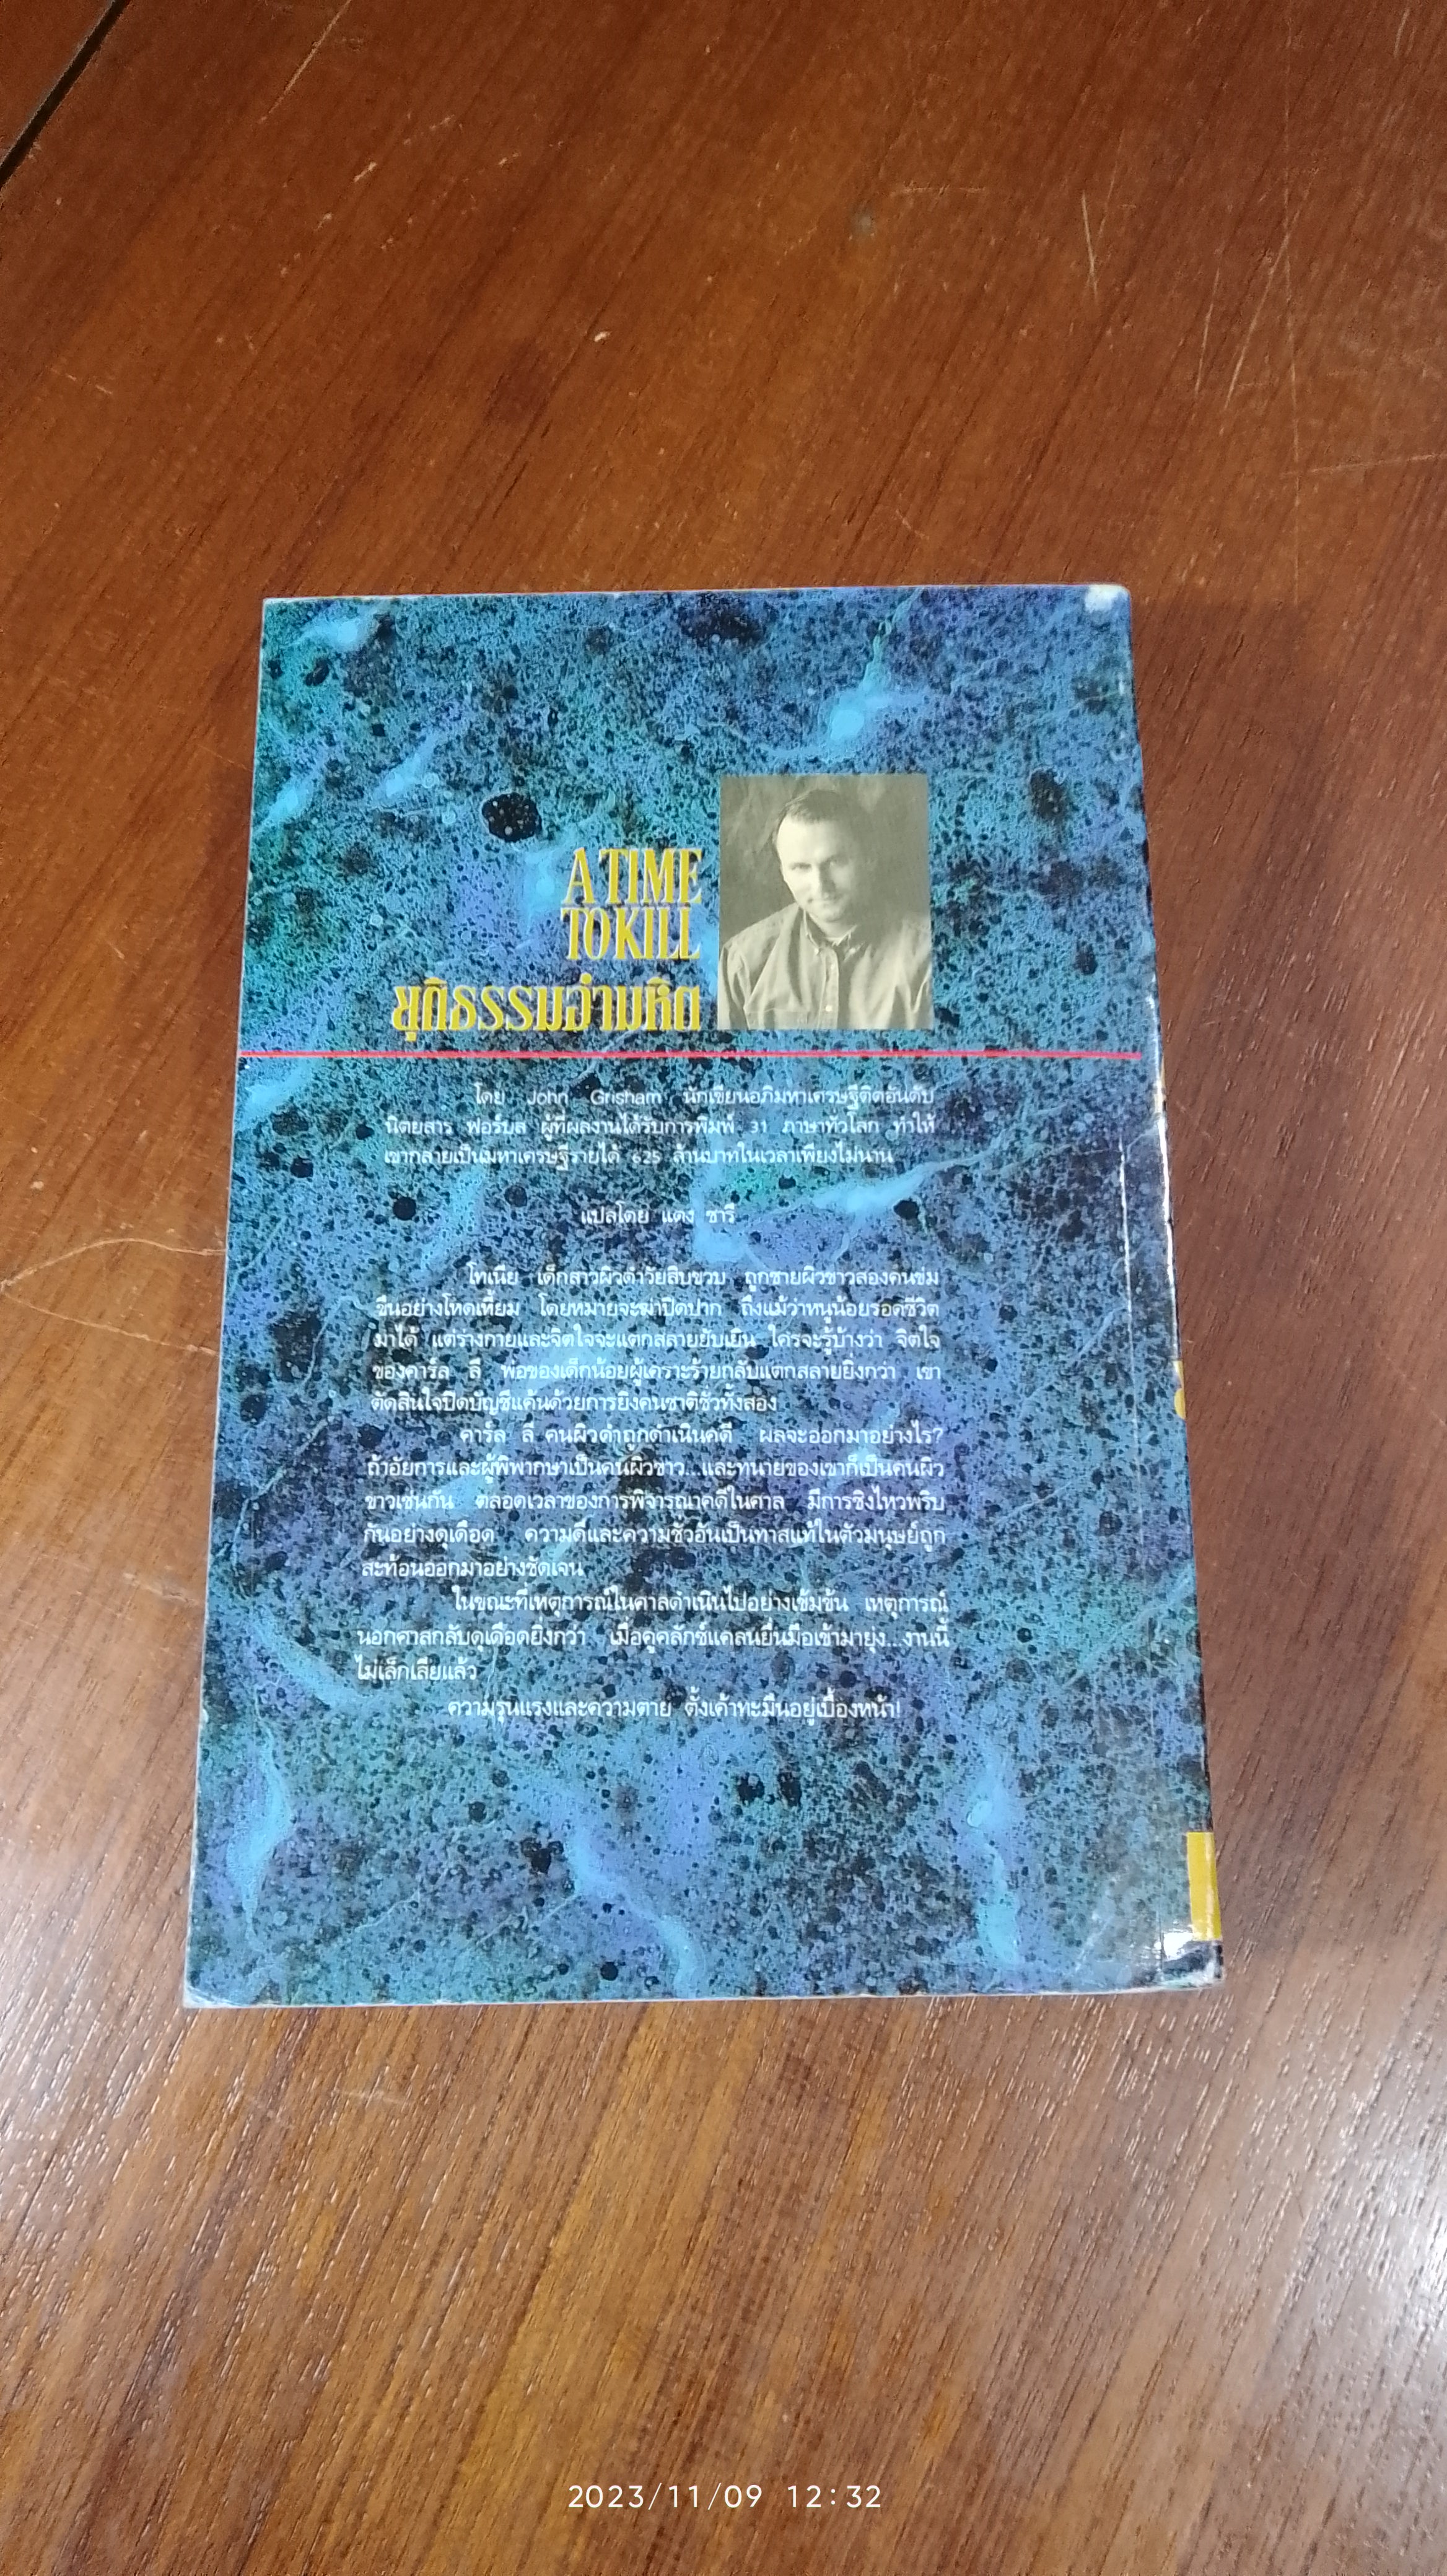 A TIME
TO KILL
ยุติธรรมอำมหิต
โดย John Grisham นักเขียนอภิมหาเศรษฐีติดอันดับ
นิตยสาร ฟอร์บส ผู้ที่ผลงานได้รับการพิมพ์ 31 ภาษาทั่วโลก ทำให้
เขากลายเป็นมหาเศรษฐีรายได้ 625 ล้านบาทในเวลาเพียงไม่นาน
แปลโดย แดง ชารี
โทเนีย เด็กสาวผิวดำวัยสิบขวบ ถูกชายผิวขาวสองคนข่ม
ขืนอย่างโหดเหี้ยม โดยหมายจะฆ่าปิดปาก ถึงแม้ว่าหนูน้อยรอดชีวิต
มาได้ แต่ร่างกายและจิตใจจะแตกสลายยับเยิน ใครจะรู้บ้างว่า จิตใจ
ของคาร์ล ลี พ่อของเด็กน้อยผู้เคราะร้ายกลับแตกสลายยิ่งกว่า เขา
ตัดสินใจปิดบัญชีแค้นด้วยการยิงคนชาติชั่วทั้งสอง
คาร์ล ลี คนผิวดำถูกดำเนินคดี ผลจะออกมาอย่างไร?
ถ้าอัยการและผู้พิพากษาเป็นคนผิวขาว...และทนายของเขาก็เป็นคนผิว
ขาวเช่นกัน ตลอดเวลาของการพิจารณาคดีในศาล มีการชิงไหวพริบ
กันอย่างดุเดือด ความดีและความชั่วอันเป็นทาสแท้ในตัวมนุษย์ถูก
สะท้อนออกมาอย่างชัดเจน
ในขณะที่เหตุการณ์ในศาลดำเนินไปอย่างเข้มข้น เหตุการณ์
นอกศาลกลับดุเดือดยิ่งกว่า เมื่อคูคลักซ์แคลนยื่นมือเข้ามายุ่ง...งานนี้
ไม่เล็กเสียแล้ว
ความรุนแรงและความตาย ตั้งเค้าทะมึนอยู่เบื้องหน้า!
2023/11/09 12:32